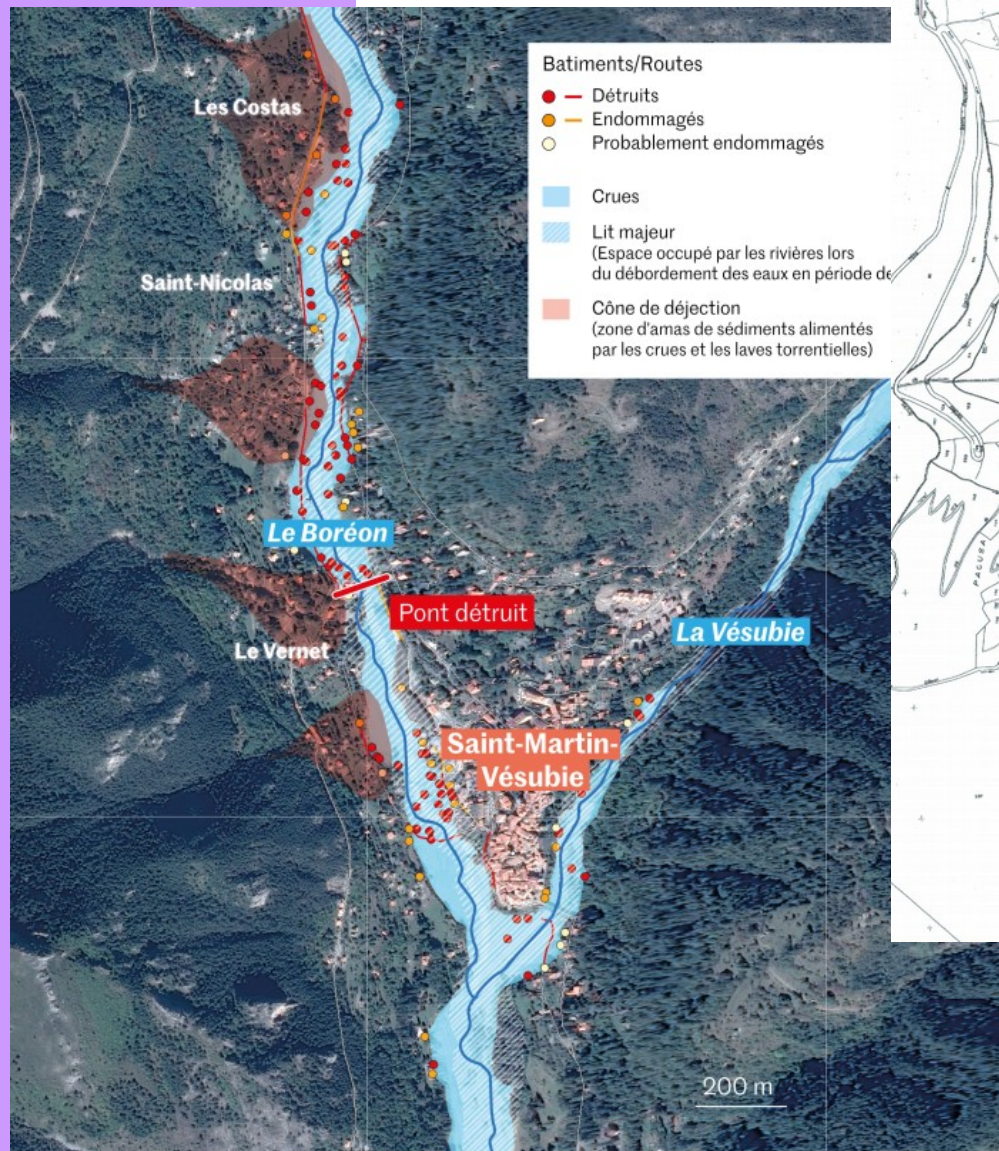 Batiments/Routes
Détruits
Endommagés
Probablement endommagés
Crues
Lit majeur
(Espace occupé par les rivières lors
du débordement des eaux en période de
Cône de déjection
(zone d'amas de sédiments alimentés
par les crues et les laves torrentielles)
Les Costas
Saint-Nicolas
Le Boréon
Pont détruit
Le Vernet
La Vésubie
Saint-Martin-
Vésubie
200 m